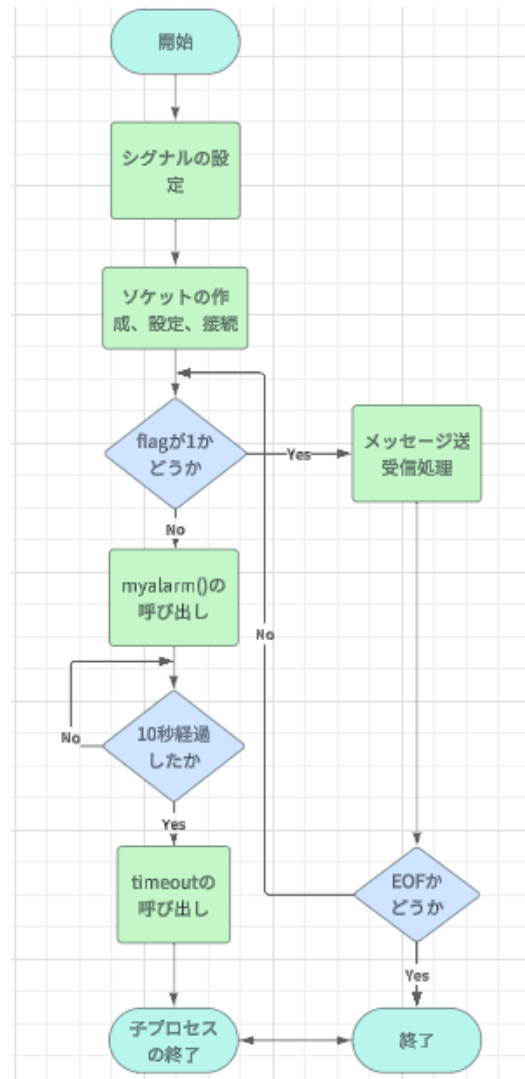 開始
シグナルの設
定
ソケットの作
成、設定、接続
flagが1か
どうか
Yes
メッセージ送
受信処理
No
myalarm()の
呼び出し
No
No
10秒経過
したか
Yes
timeoutの
呼び出し
EOFか
どうか
Yes
子プロセス
の終了
終了